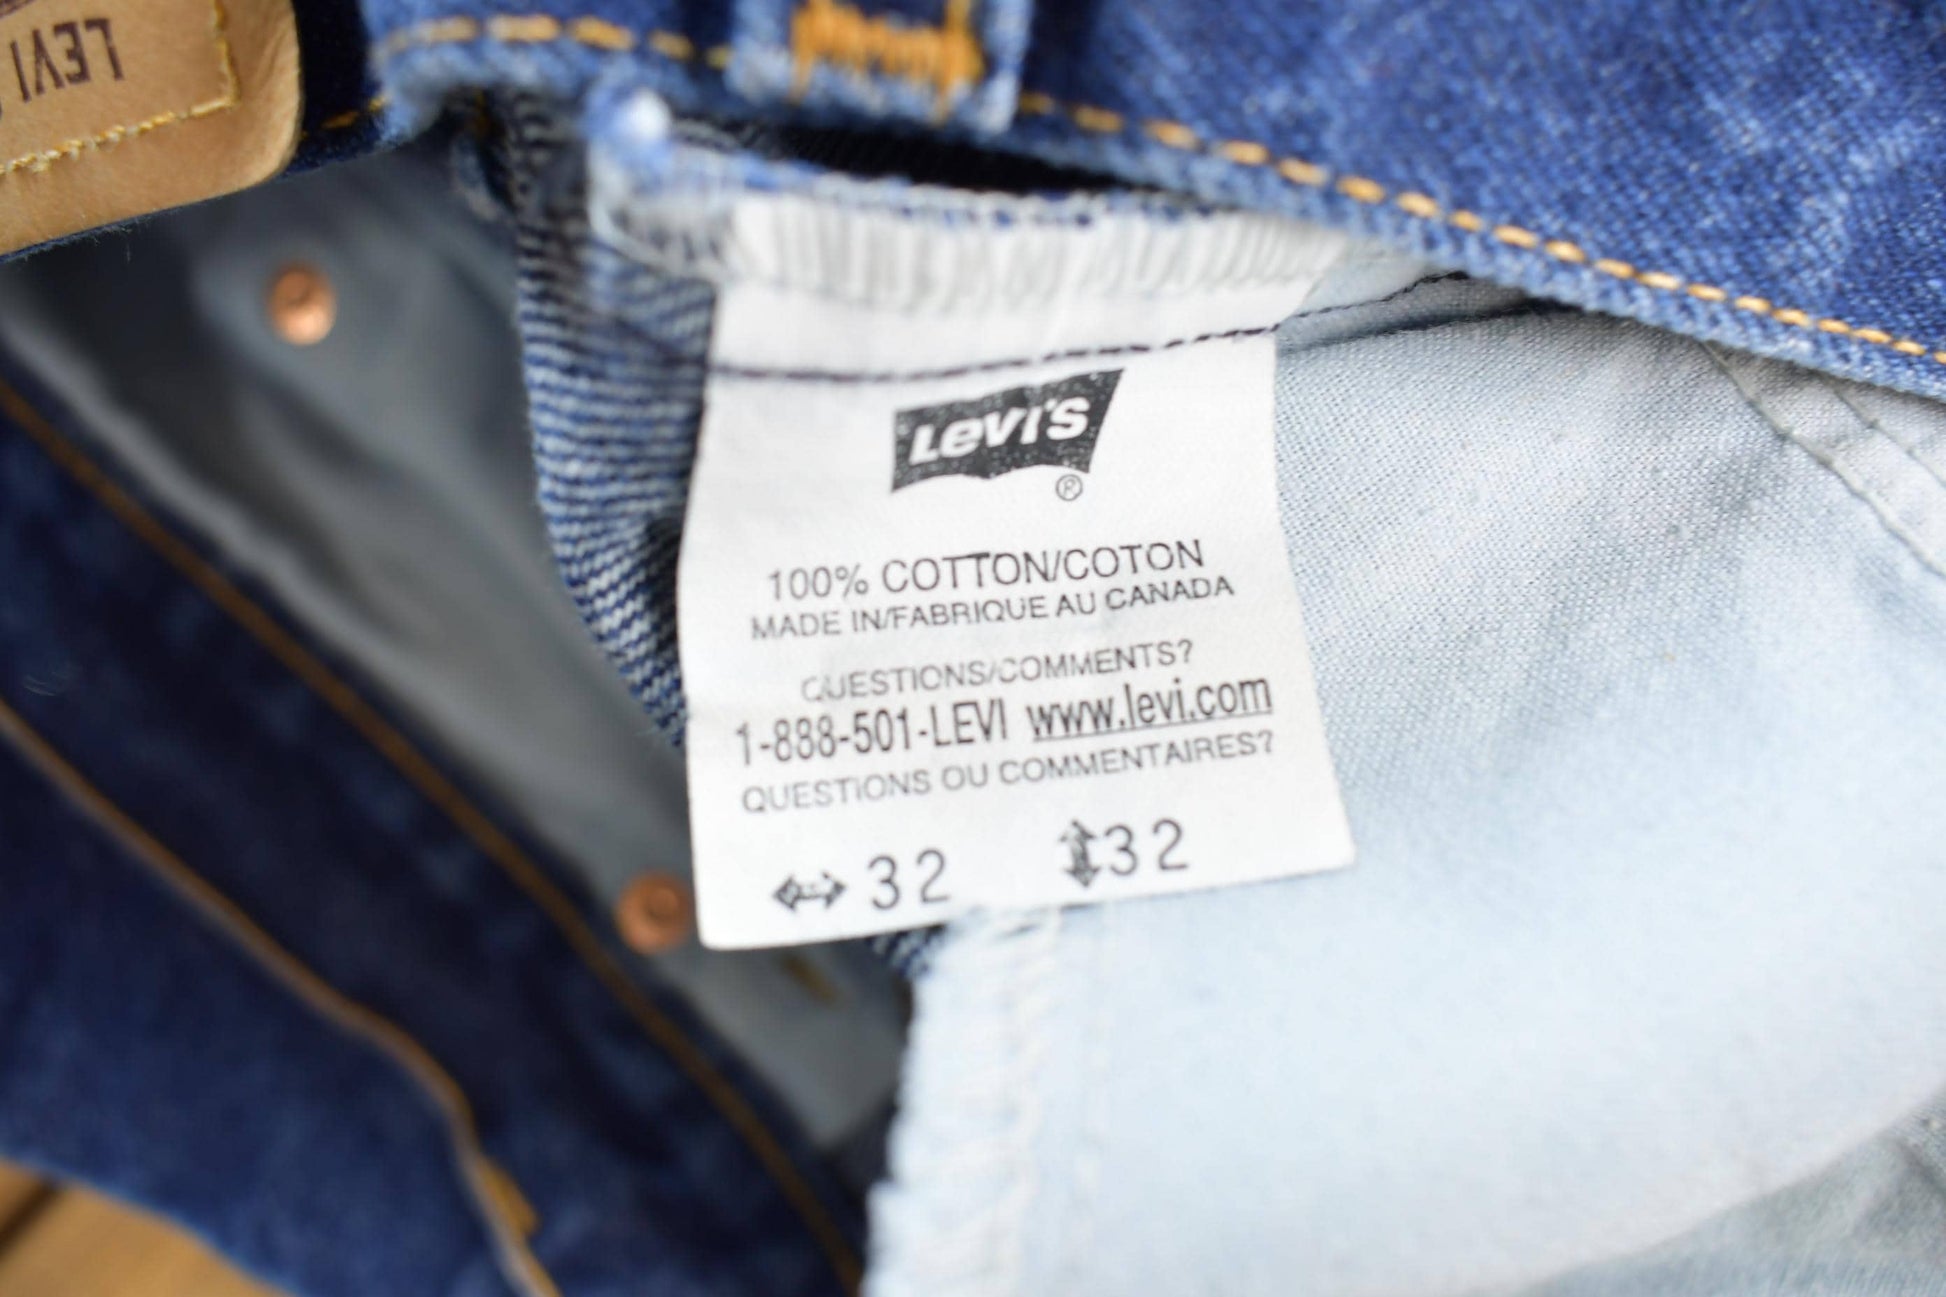 LEVI
LEVI'S
®
100% COTTON/COTON
MADE IN/FABRIQUE AU CANADA
QUESTIONS/COMMENTS?
1-888-501-LEVI www.levi.com
QUESTIONS OU COMMENTAIRES?
32 32